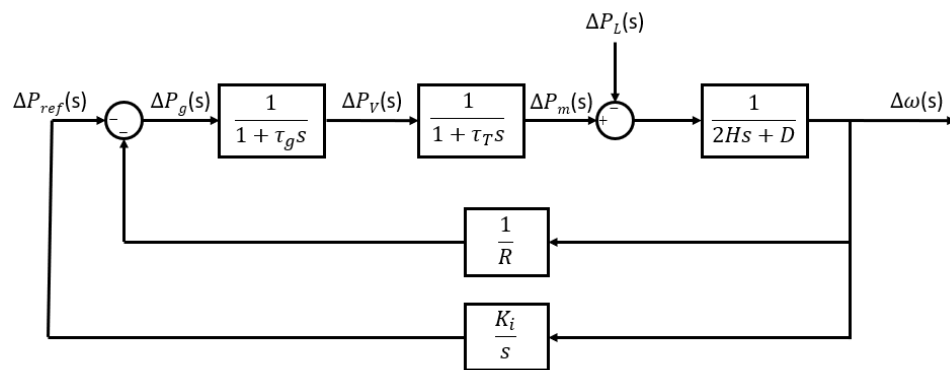 ΔP_L(s)
ΔP_ref(s)
−
−
ΔP_g(s)
1
1 + τ_g s
ΔP_V(s)
1
1 + τ_T s
ΔP_m(s)
+
−
1
2Hs + D
Δω(s)
1
R
K_i
s